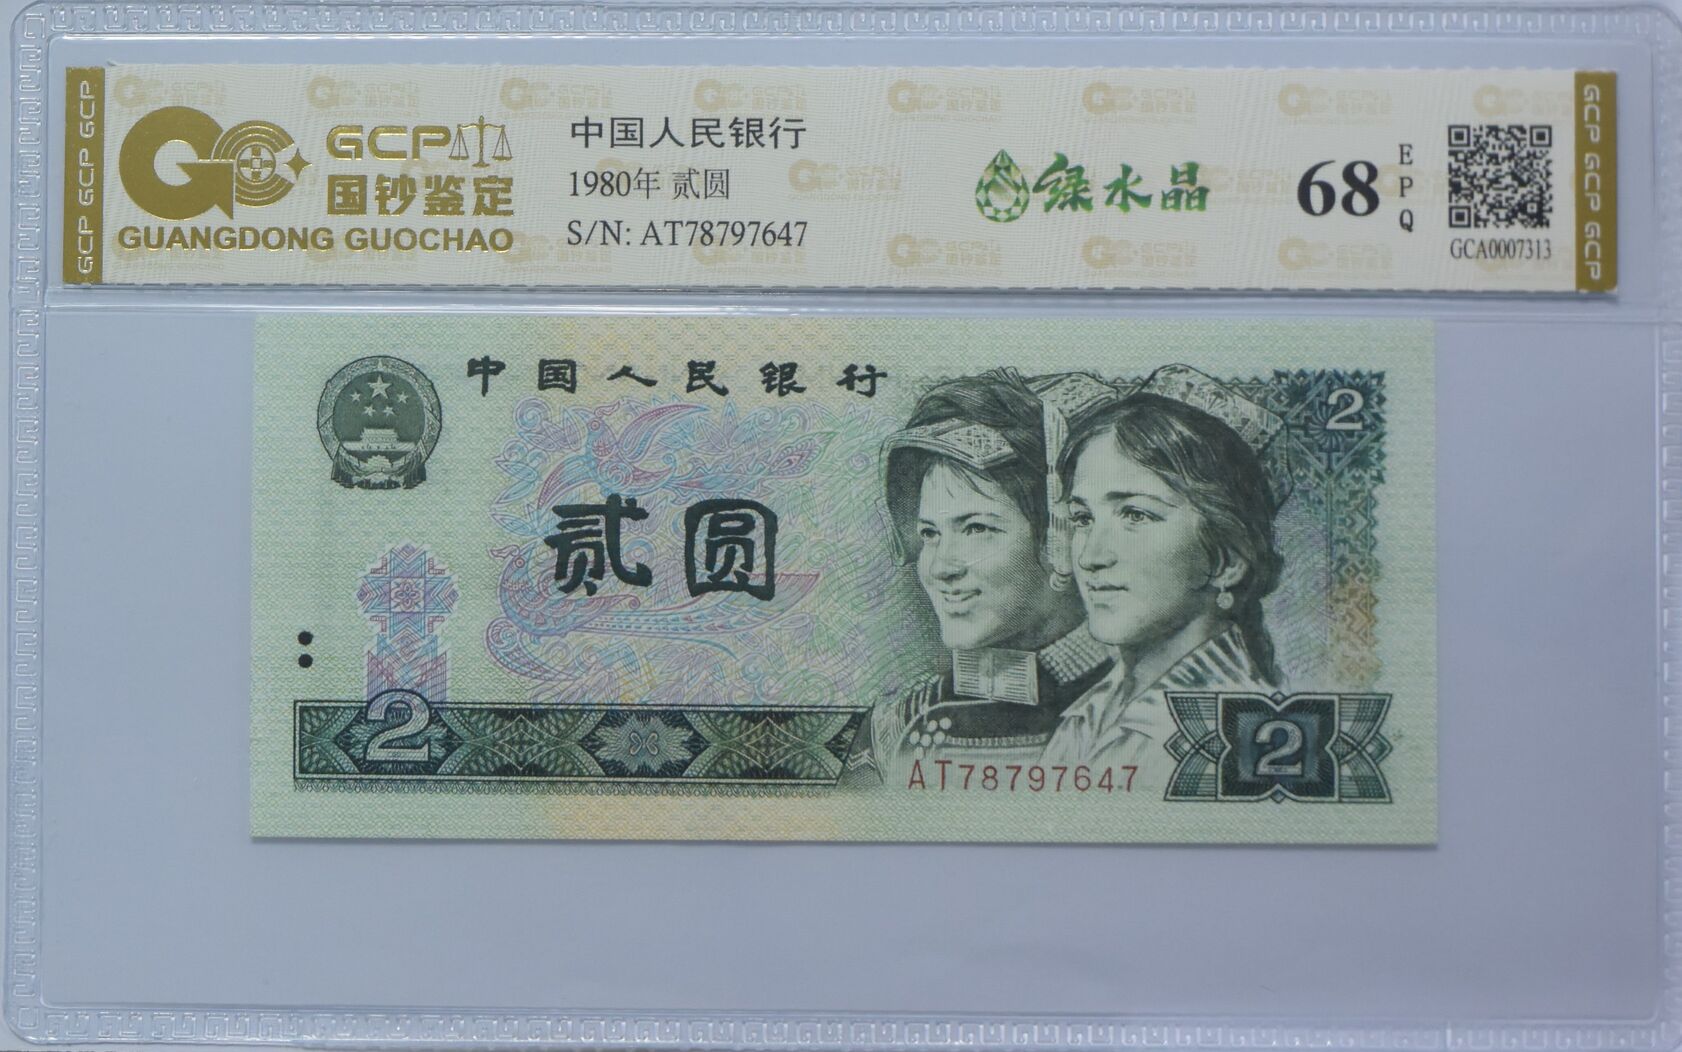 GCP GCP GCP
GCP
国钞鉴定
GUANGDONG GUOCHAO
中国人民银行
1980年 贰圆
S/N: AT78797647
绿水晶
68
EPQ
GCA0007313
GCP GCP GCP
中国人民银行
2
贰圆
2
AT78797647
2